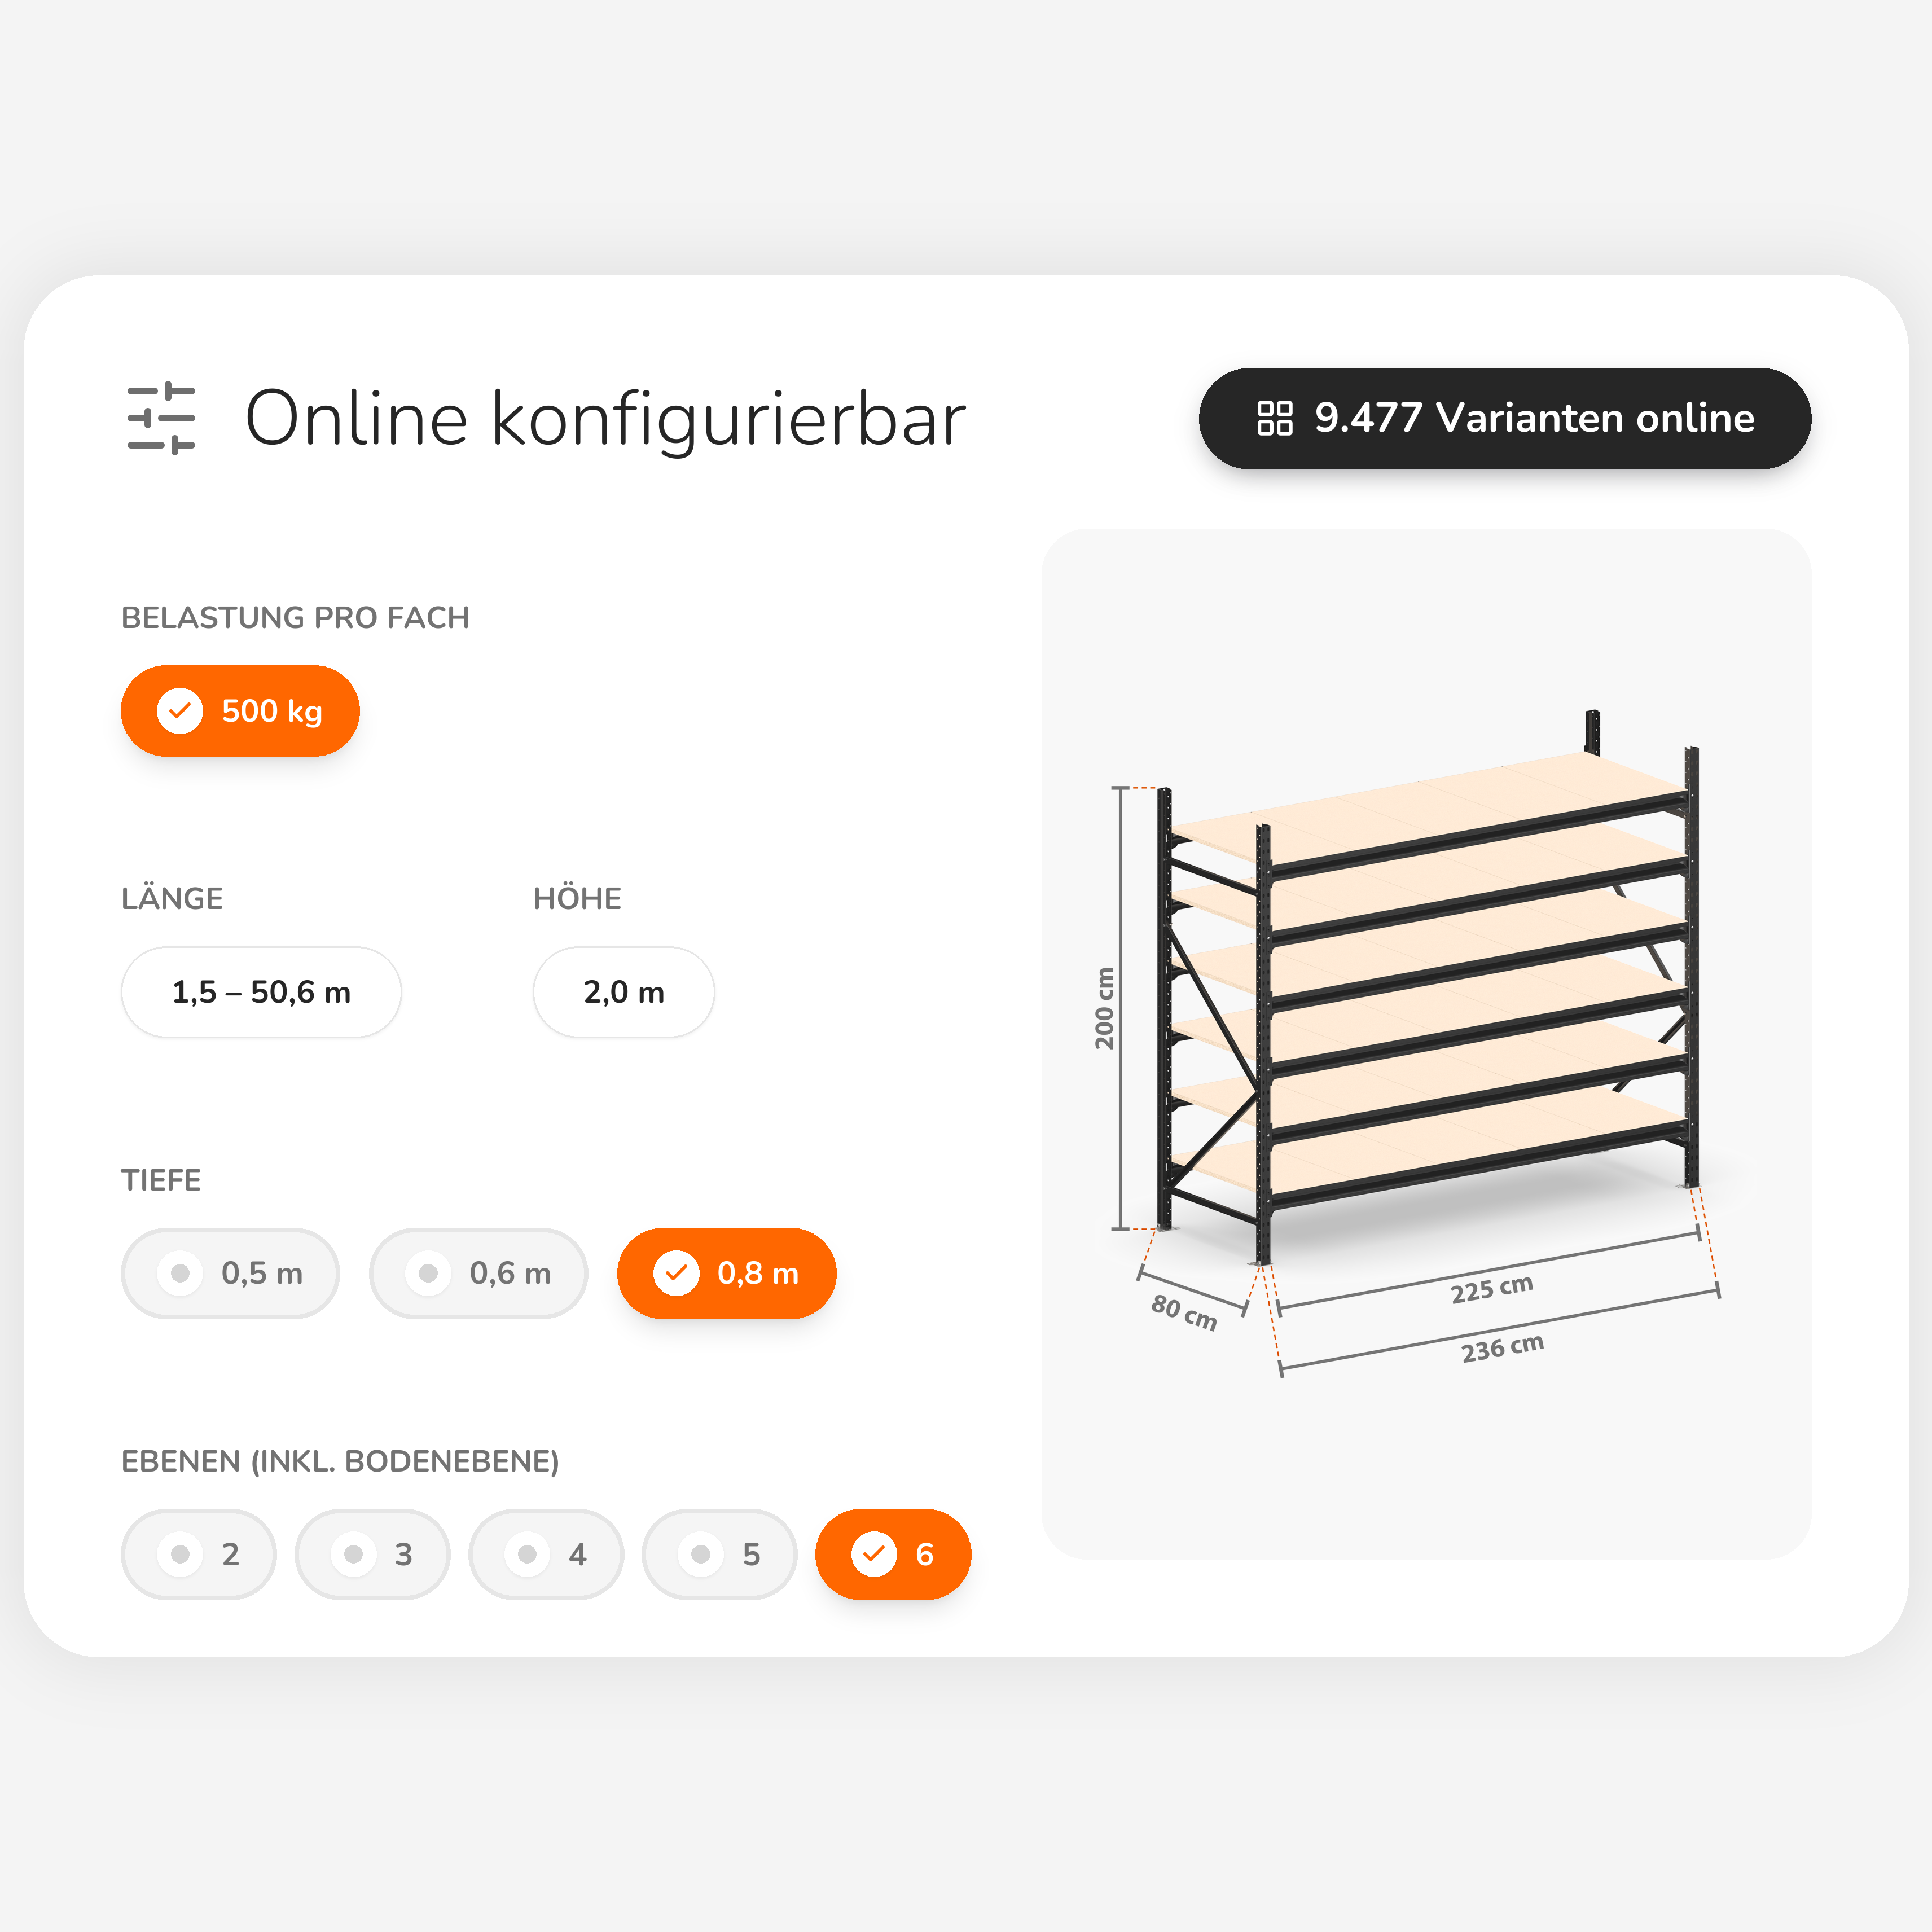 Online konfigurierbar
9.477 Varianten online
BELASTUNG PRO FACH
500 kg
LÄNGE
HÖHE
1,5 – 50,6 m
2,0 m
TIEFE
0,5 m
0,6 m
0,8 m
EBENEN (INKL. BODENEBENE)
2
3
4
5
6
200 cm
80 cm
225 cm
236 cm